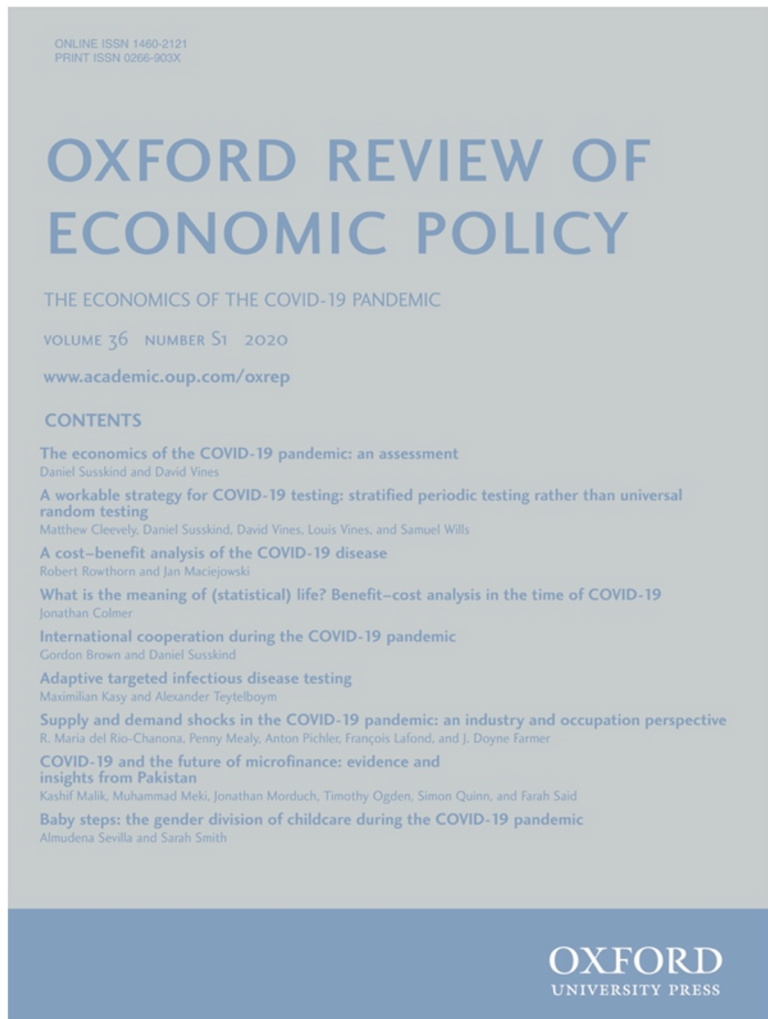 ONLINE ISSN 1460-2121
PRINT ISSN 0266-903X
OXFORD REVIEW OF
ECONOMIC POLICY
THE ECONOMICS OF THE COVID-19 PANDEMIC
VOLUME 36 NUMBER S1 2020
www.academic.oup.com/oxrep
CONTENTS
The economics of the COVID-19 pandemic: an assessment
Daniel Susskind and David Vines
A workable strategy for COVID-19 testing: stratified periodic testing rather than universal
random testing
Matthew Cleevely, Daniel Susskind, David Vines, Louis Vines, and Samuel Wills
A cost–benefit analysis of the COVID-19 disease
Robert Rowthorn and Jan Maciejowski
What is the meaning of (statistical) life? Benefit–cost analysis in the time of COVID-19
Jonathan Colmer
International cooperation during the COVID-19 pandemic
Gordon Brown and Daniel Susskind
Adaptive targeted infectious disease testing
Maximilian Kasy and Alexander Teytelboym
Supply and demand shocks in the COVID-19 pandemic: an industry and occupation perspective
R. Maria del Rio-Chanona, Penny Mealy, Anton Pichler, François Lafond, and J. Doyne Farmer
COVID-19 and the future of microfinance: evidence and
insights from Pakistan
Kashif Malik, Muhammad Meki, Jonathan Morduch, Timothy Ogden, Simon Quinn, and Farah Said
Baby steps: the gender division of childcare during the COVID-19 pandemic
Almudena Sevilla and Sarah Smith
OXFORD
UNIVERSITY PRESS